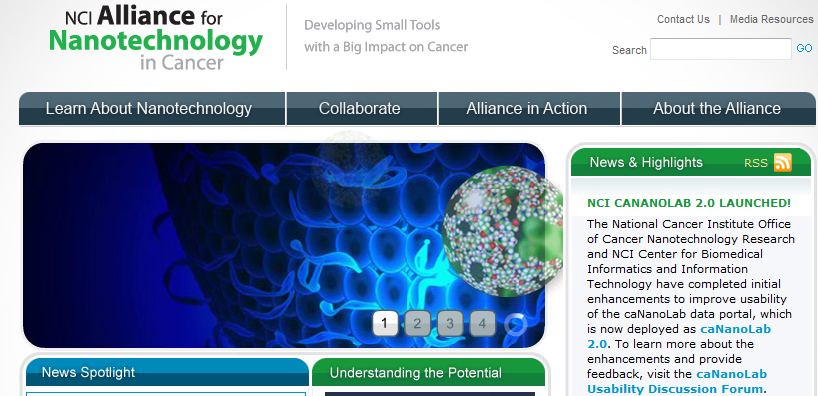 NCI Alliance for
Nanotechnology
in Cancer
Developing Small Tools
with a Big Impact on Cancer
Contact Us | Media Resources
Search GO
Learn About Nanotechnology
Collaborate
Alliance in Action
About the Alliance
1 2 3 4
News & Highlights
RSS
NCI CANANOLAB 2.0 LAUNCHED!
The National Cancer Institute Office
of Cancer Nanotechnology Research
and NCI Center for Biomedical
Informatics and Information
Technology have completed initial
enhancements to improve usability
of the caNanoLab data portal, which
is now deployed as caNanoLab
2.0. To learn more about the
enhancements and provide
feedback, visit the caNanoLab
Usability Discussion Forum.
News Spotlight
Understanding the Potential